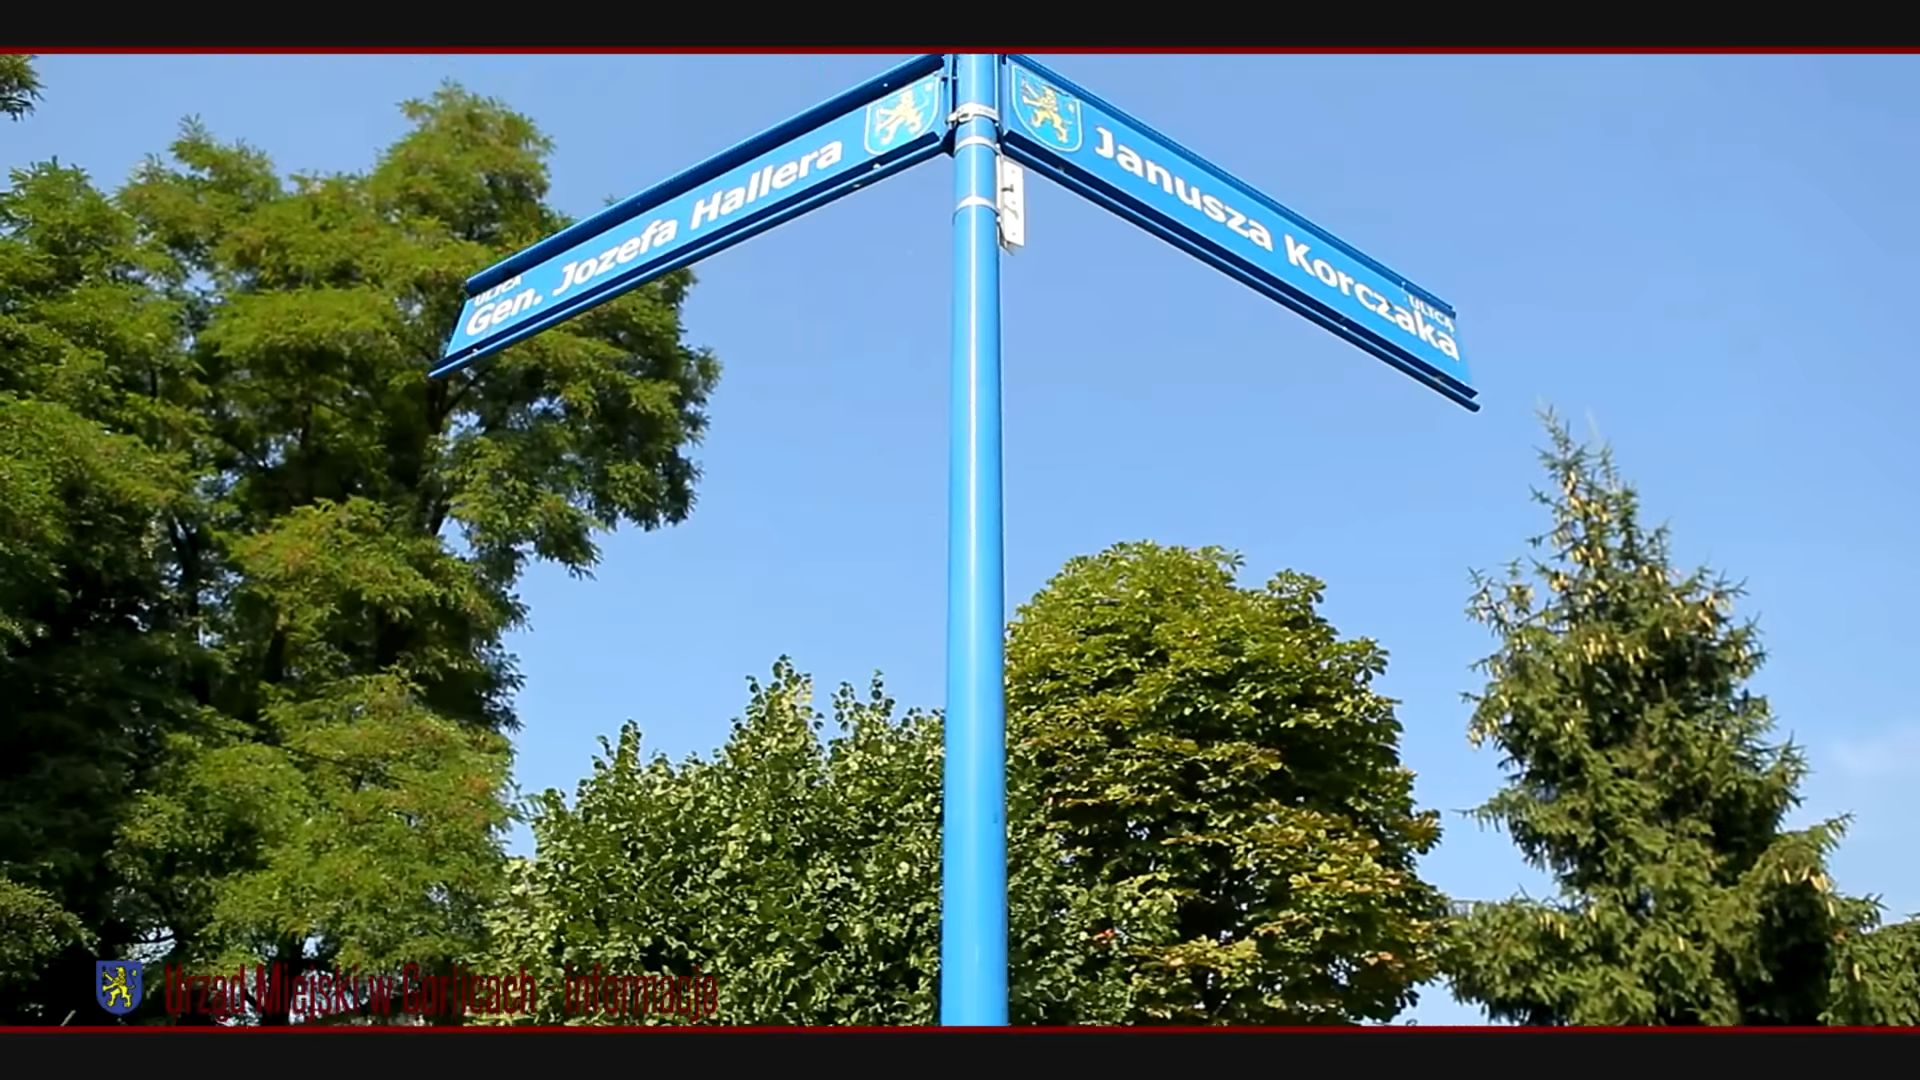 ULICA
Gen. Jozefa Hallera
ULICA
Janusza Korczaka
Urząd Miejski w Gorlicach - informacje